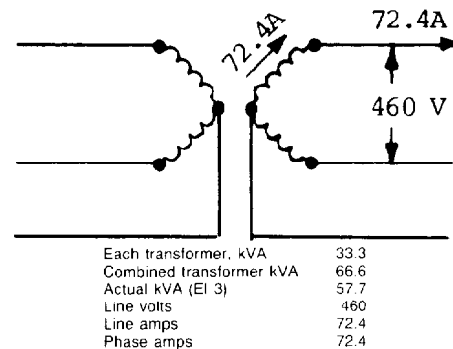 72.4A
72.4A
460 V
Each transformer, kVA 33.3
Combined transformer kVA 66.6
Actual kVA (EI 3) 57.7
Line volts 460
Line amps 72.4
Phase amps 72.4